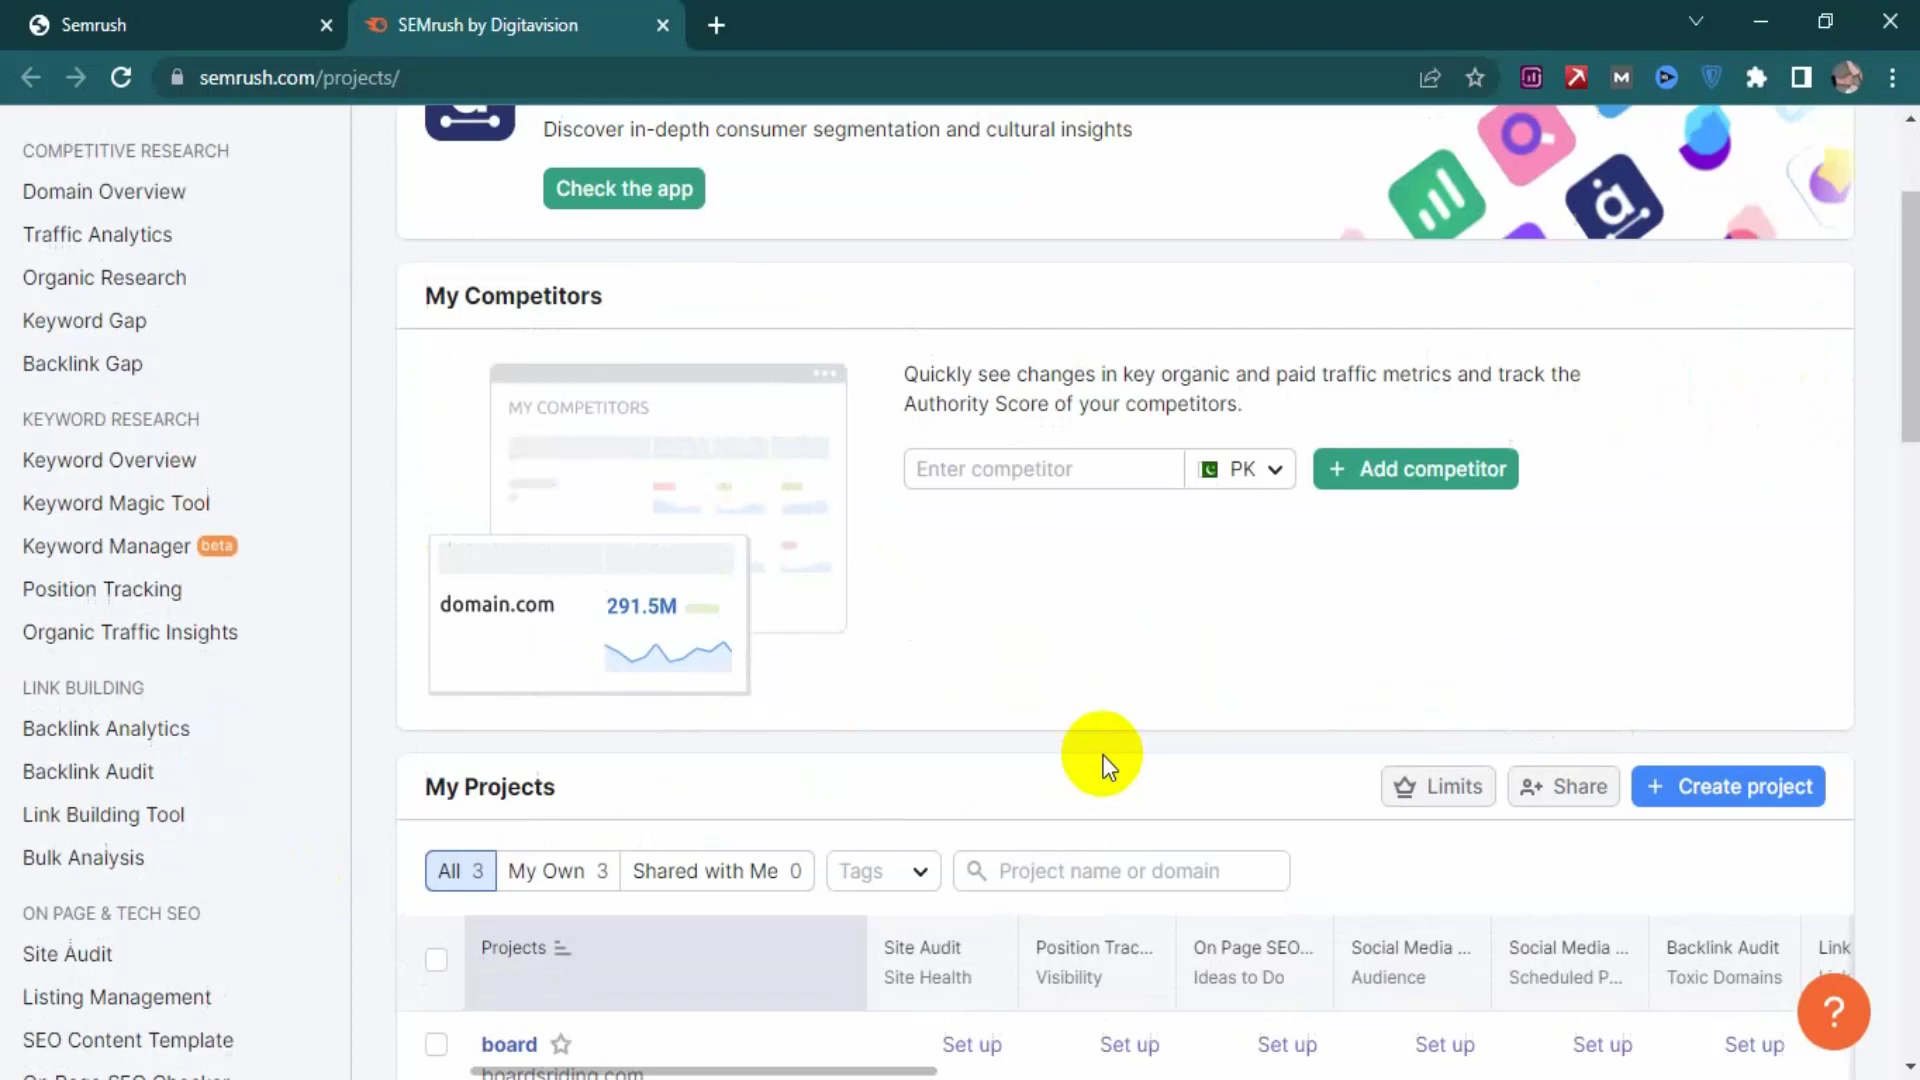 Semrush
SEMrush by Digitavision
semrush.com/projects/
COMPETITIVE RESEARCH
Domain Overview
Traffic Analytics
Organic Research
Keyword Gap
Backlink Gap
KEYWORD RESEARCH
Keyword Overview
Keyword Magic Tool
Keyword Manager beta
Position Tracking
Organic Traffic Insights
LINK BUILDING
Backlink Analytics
Backlink Audit
Link Building Tool
Bulk Analysis
ON PAGE & TECH SEO
Site Audit
Listing Management
SEO Content Template
On Page SEO Checker
Discover in-depth consumer segmentation and cultural insights
Check the app
My Competitors
MY COMPETITORS
domain.com 291.5M
Quickly see changes in key organic and paid traffic metrics and track the
Authority Score of your competitors.
Enter competitor PK + Add competitor
My Projects Limits Share + Create project
All 3 My Own 3 Shared with Me 0 Tags Project name or domain
Projects Site Audit Position Trac... On Page SEO... Social Media ... Social Media ... Backlink Audit Link
Site Health Visibility Ideas to Do Audience Scheduled P... Toxic Domains
board Set up Set up Set up Set up Set up Set up
boardsriding.com